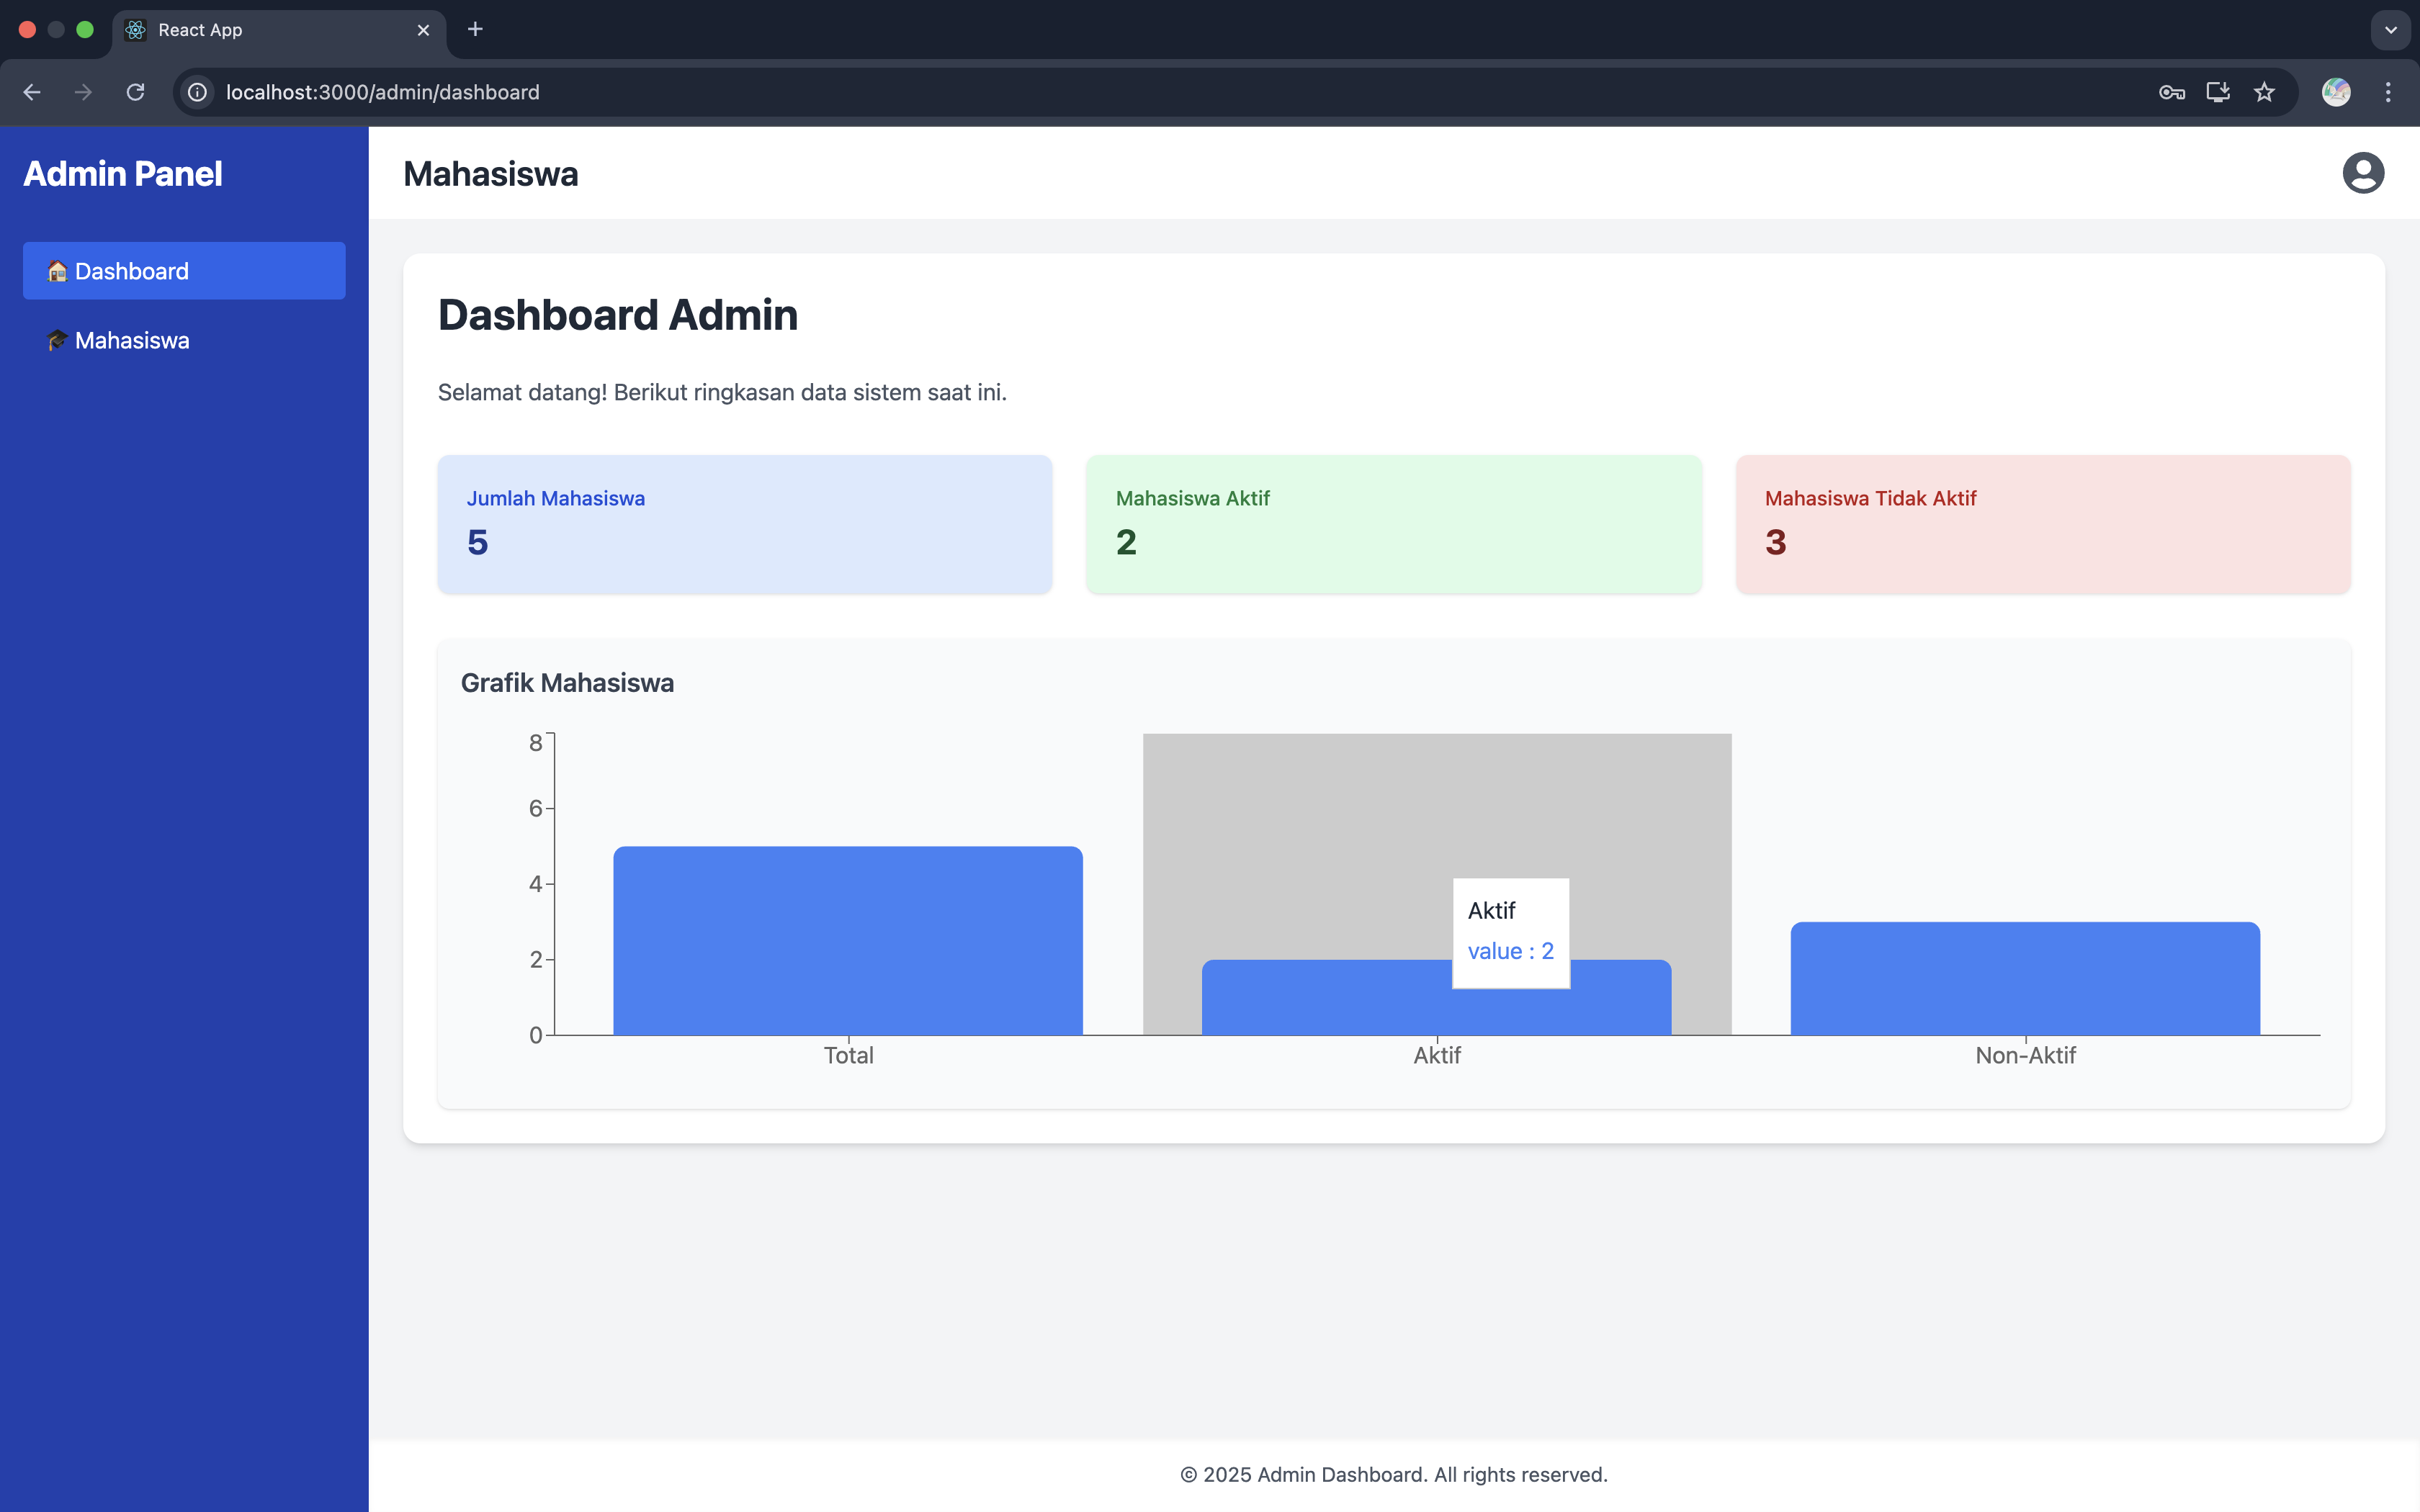 React App
localhost:3000/admin/dashboard
Admin Panel
Dashboard
Mahasiswa
Mahasiswa
Dashboard Admin
Selamat datang! Berikut ringkasan data sistem saat ini.
Jumlah Mahasiswa
5
Mahasiswa Aktif
2
Mahasiswa Tidak Aktif
3
Grafik Mahasiswa
8
6
4
2
0
Aktif
value : 2
Total
Aktif
Non-Aktif
© 2025 Admin Dashboard. All rights reserved.